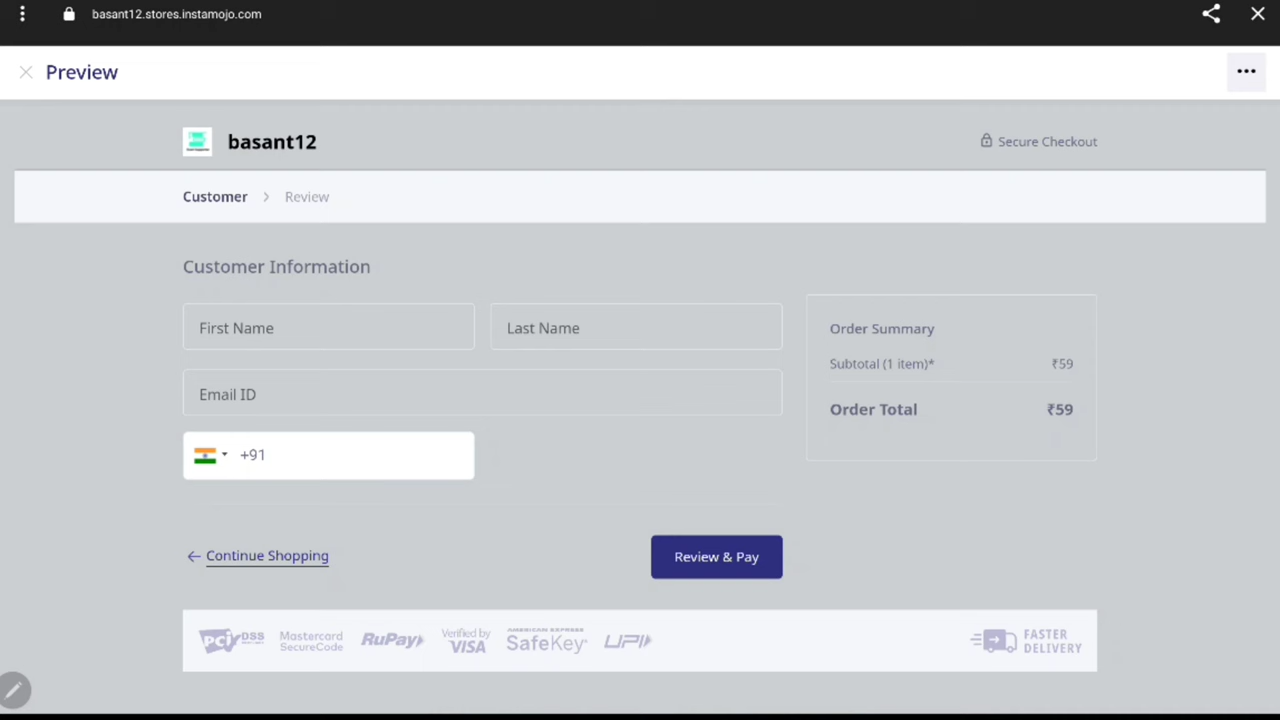 basant12.stores.instamojo.com
Preview
basant12
Secure Checkout
Customer > Review
Customer Information
First Name
Last Name
Email ID
+91
Order Summary
Subtotal (1 item)* ₹59
Order Total ₹59
← Continue Shopping
Review & Pay
PCI DSS
Mastercard
SecureCode
RuPay
Verified by
VISA
AMERICAN EXPRESS
SafeKey
UPI
FASTER
DELIVERY